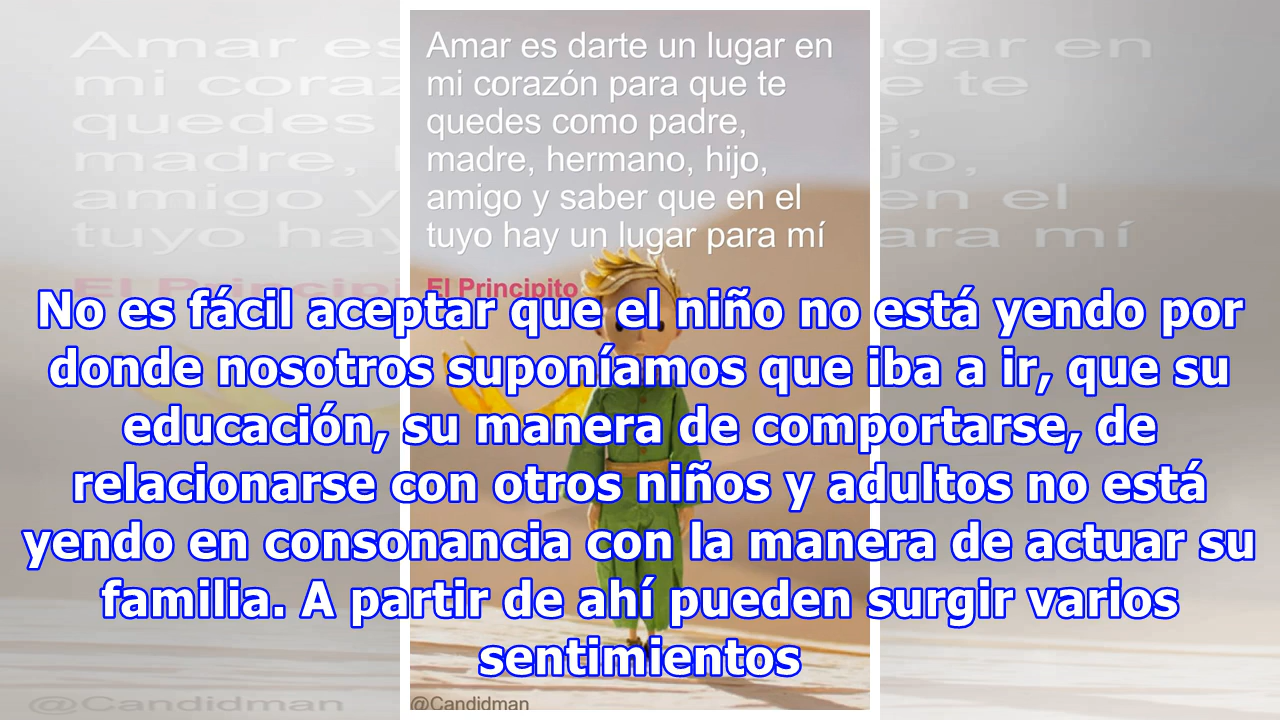 Amar es darte un lugar en
mi corazón para que te
quedes como padre,
madre, hermano, hijo,
amigo y saber que en el
tuyo hay un lugar para mí
El Principito
No es fácil aceptar que el niño no está yendo por
donde nosotros suponíamos que iba a ir, que su
educación, su manera de comportarse, de
relacionarse con otros niños y adultos no está
yendo en consonancia con la manera de actuar su
familia. A partir de ahí pueden surgir varios
sentimientos
@Candidman